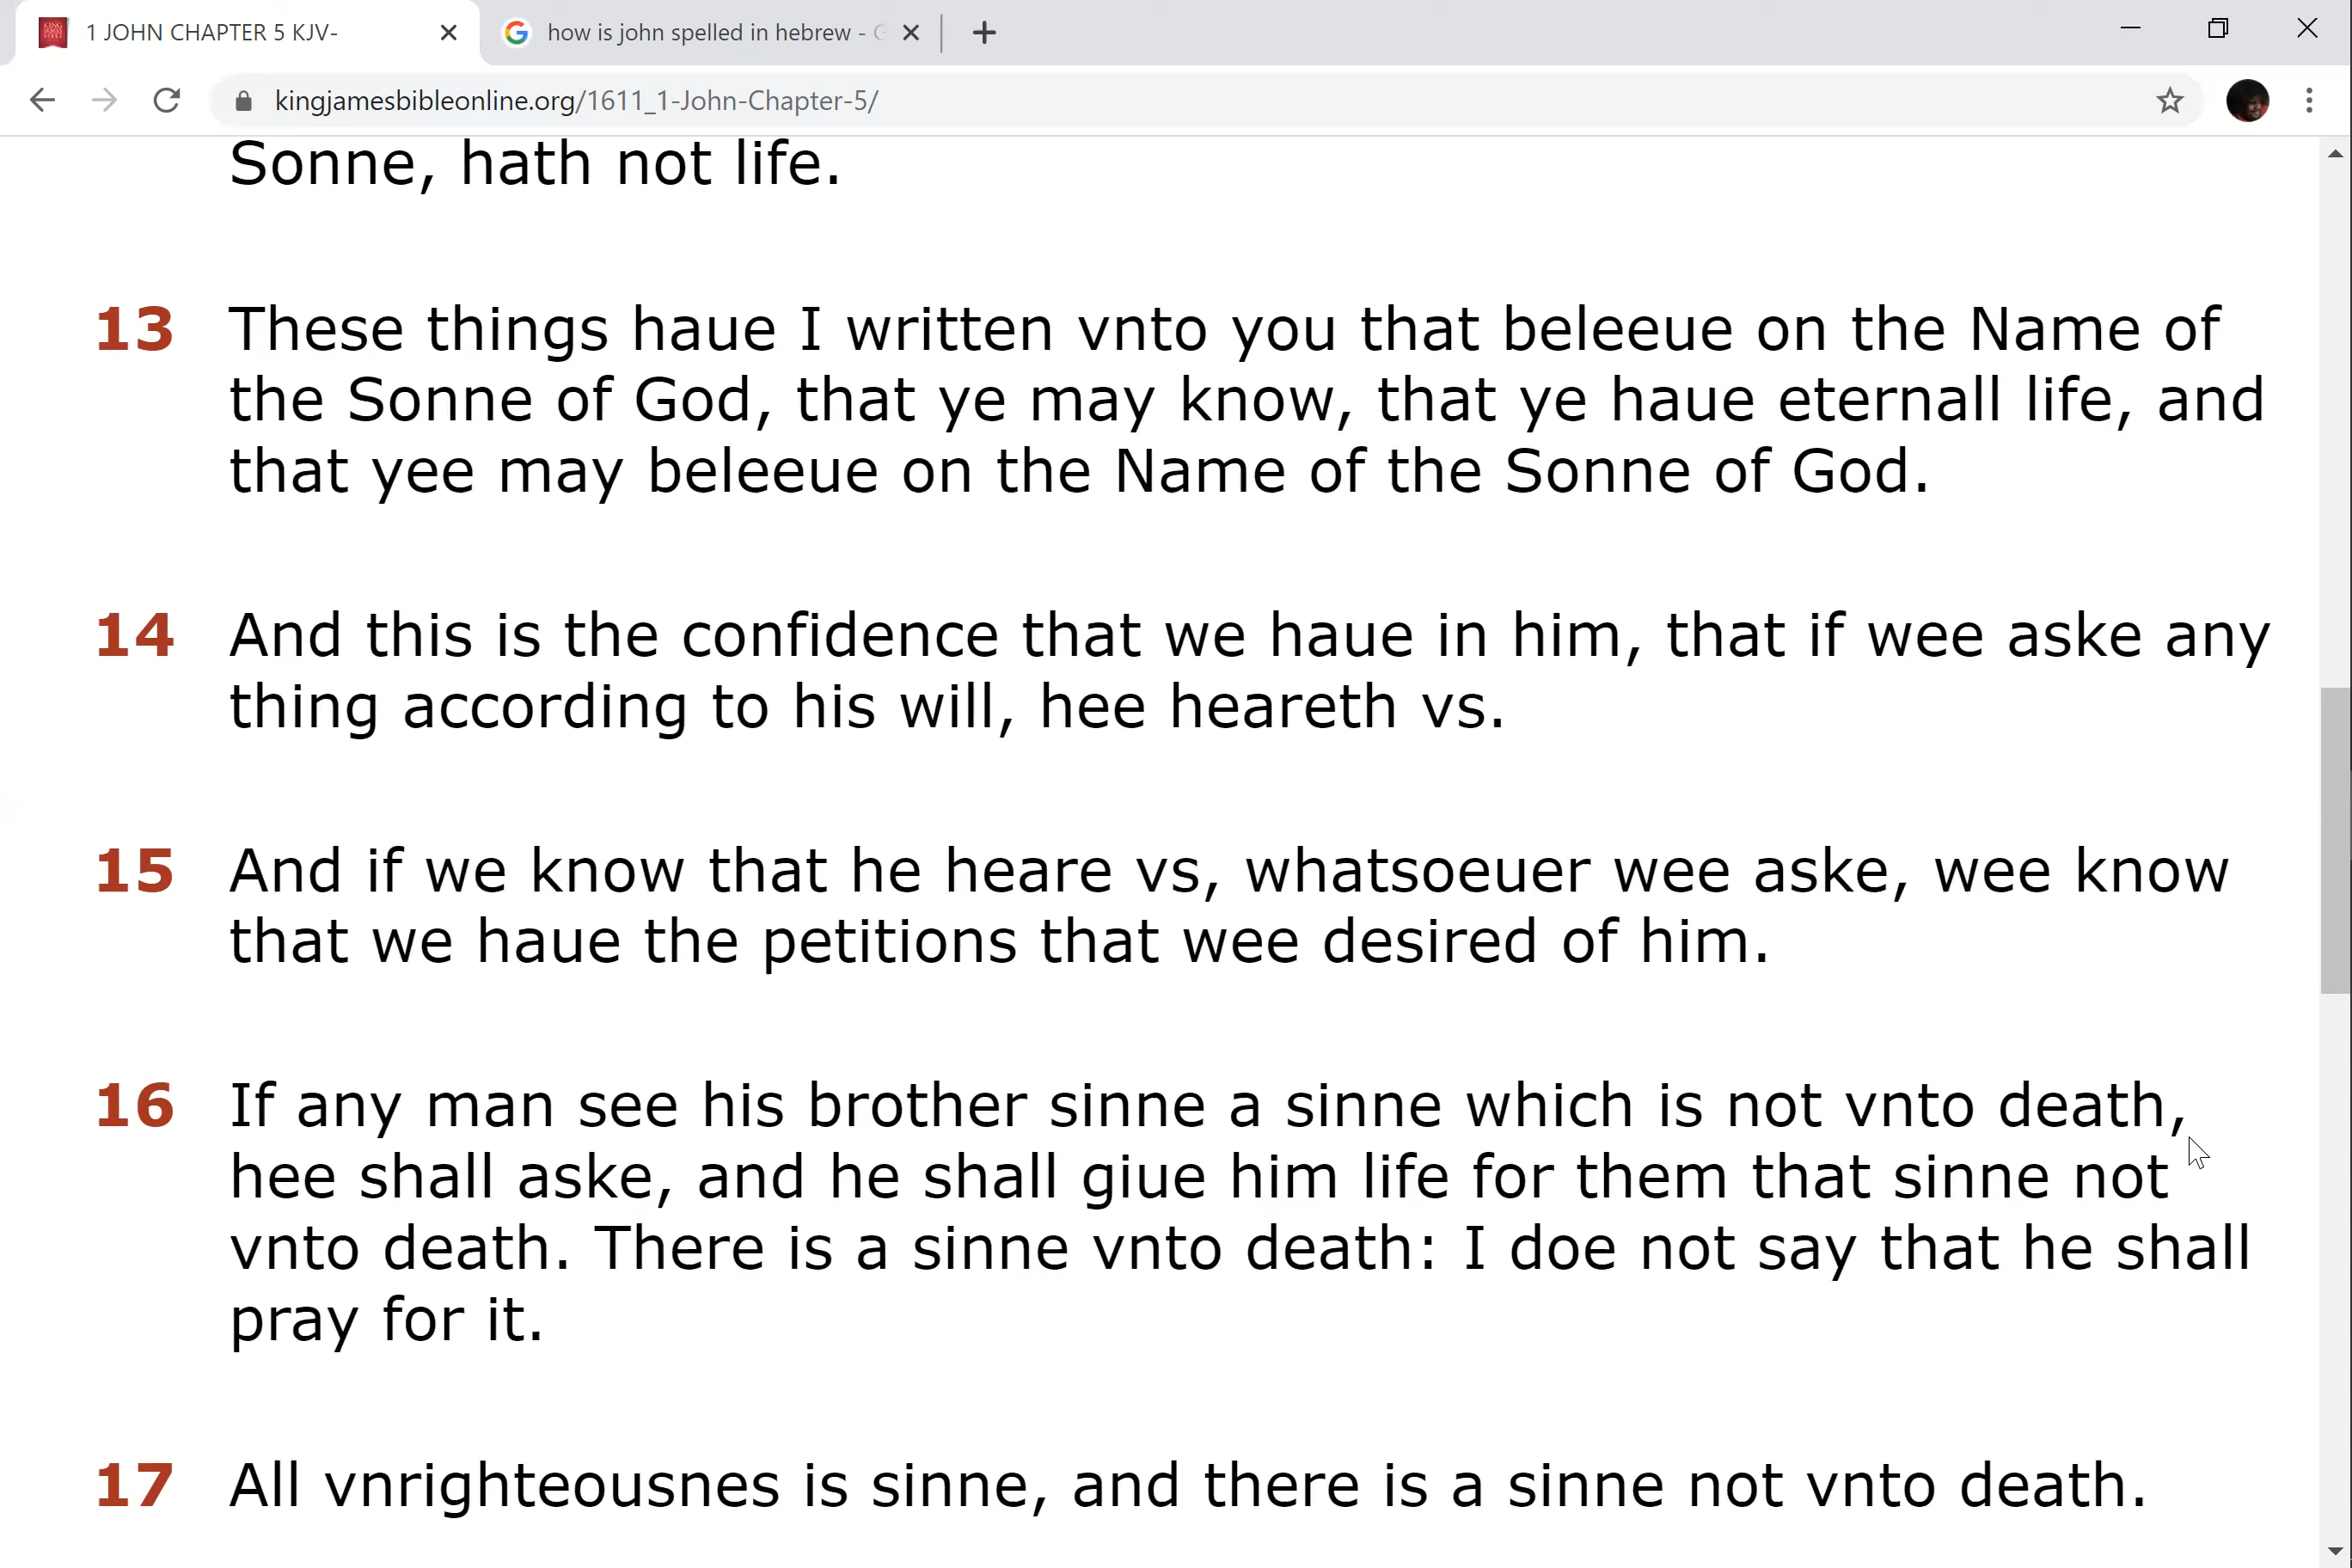 1 JOHN CHAPTER 5 KJV-
how is john spelled in hebrew -
kingjamesbibleonline.org/1611_1-John-Chapter-5/
Sonne, hath not life.
13 These things haue I written vnto you that beleeue on the Name of
the Sonne of God, that ye may know, that ye haue eternall life, and
that yee may beleeue on the Name of the Sonne of God.
14 And this is the confidence that we haue in him, that if wee aske any
thing according to his will, hee heareth vs.
15 And if we know that he heare vs, whatsoeuer wee aske, wee know
that we haue the petitions that wee desired of him.
16 If any man see his brother sinne a sinne which is not vnto death,
hee shall aske, and he shall giue him life for them that sinne not
vnto death. There is a sinne vnto death: I doe not say that he shall
pray for it.
17 All vnrighteousnes is sinne, and there is a sinne not vnto death.